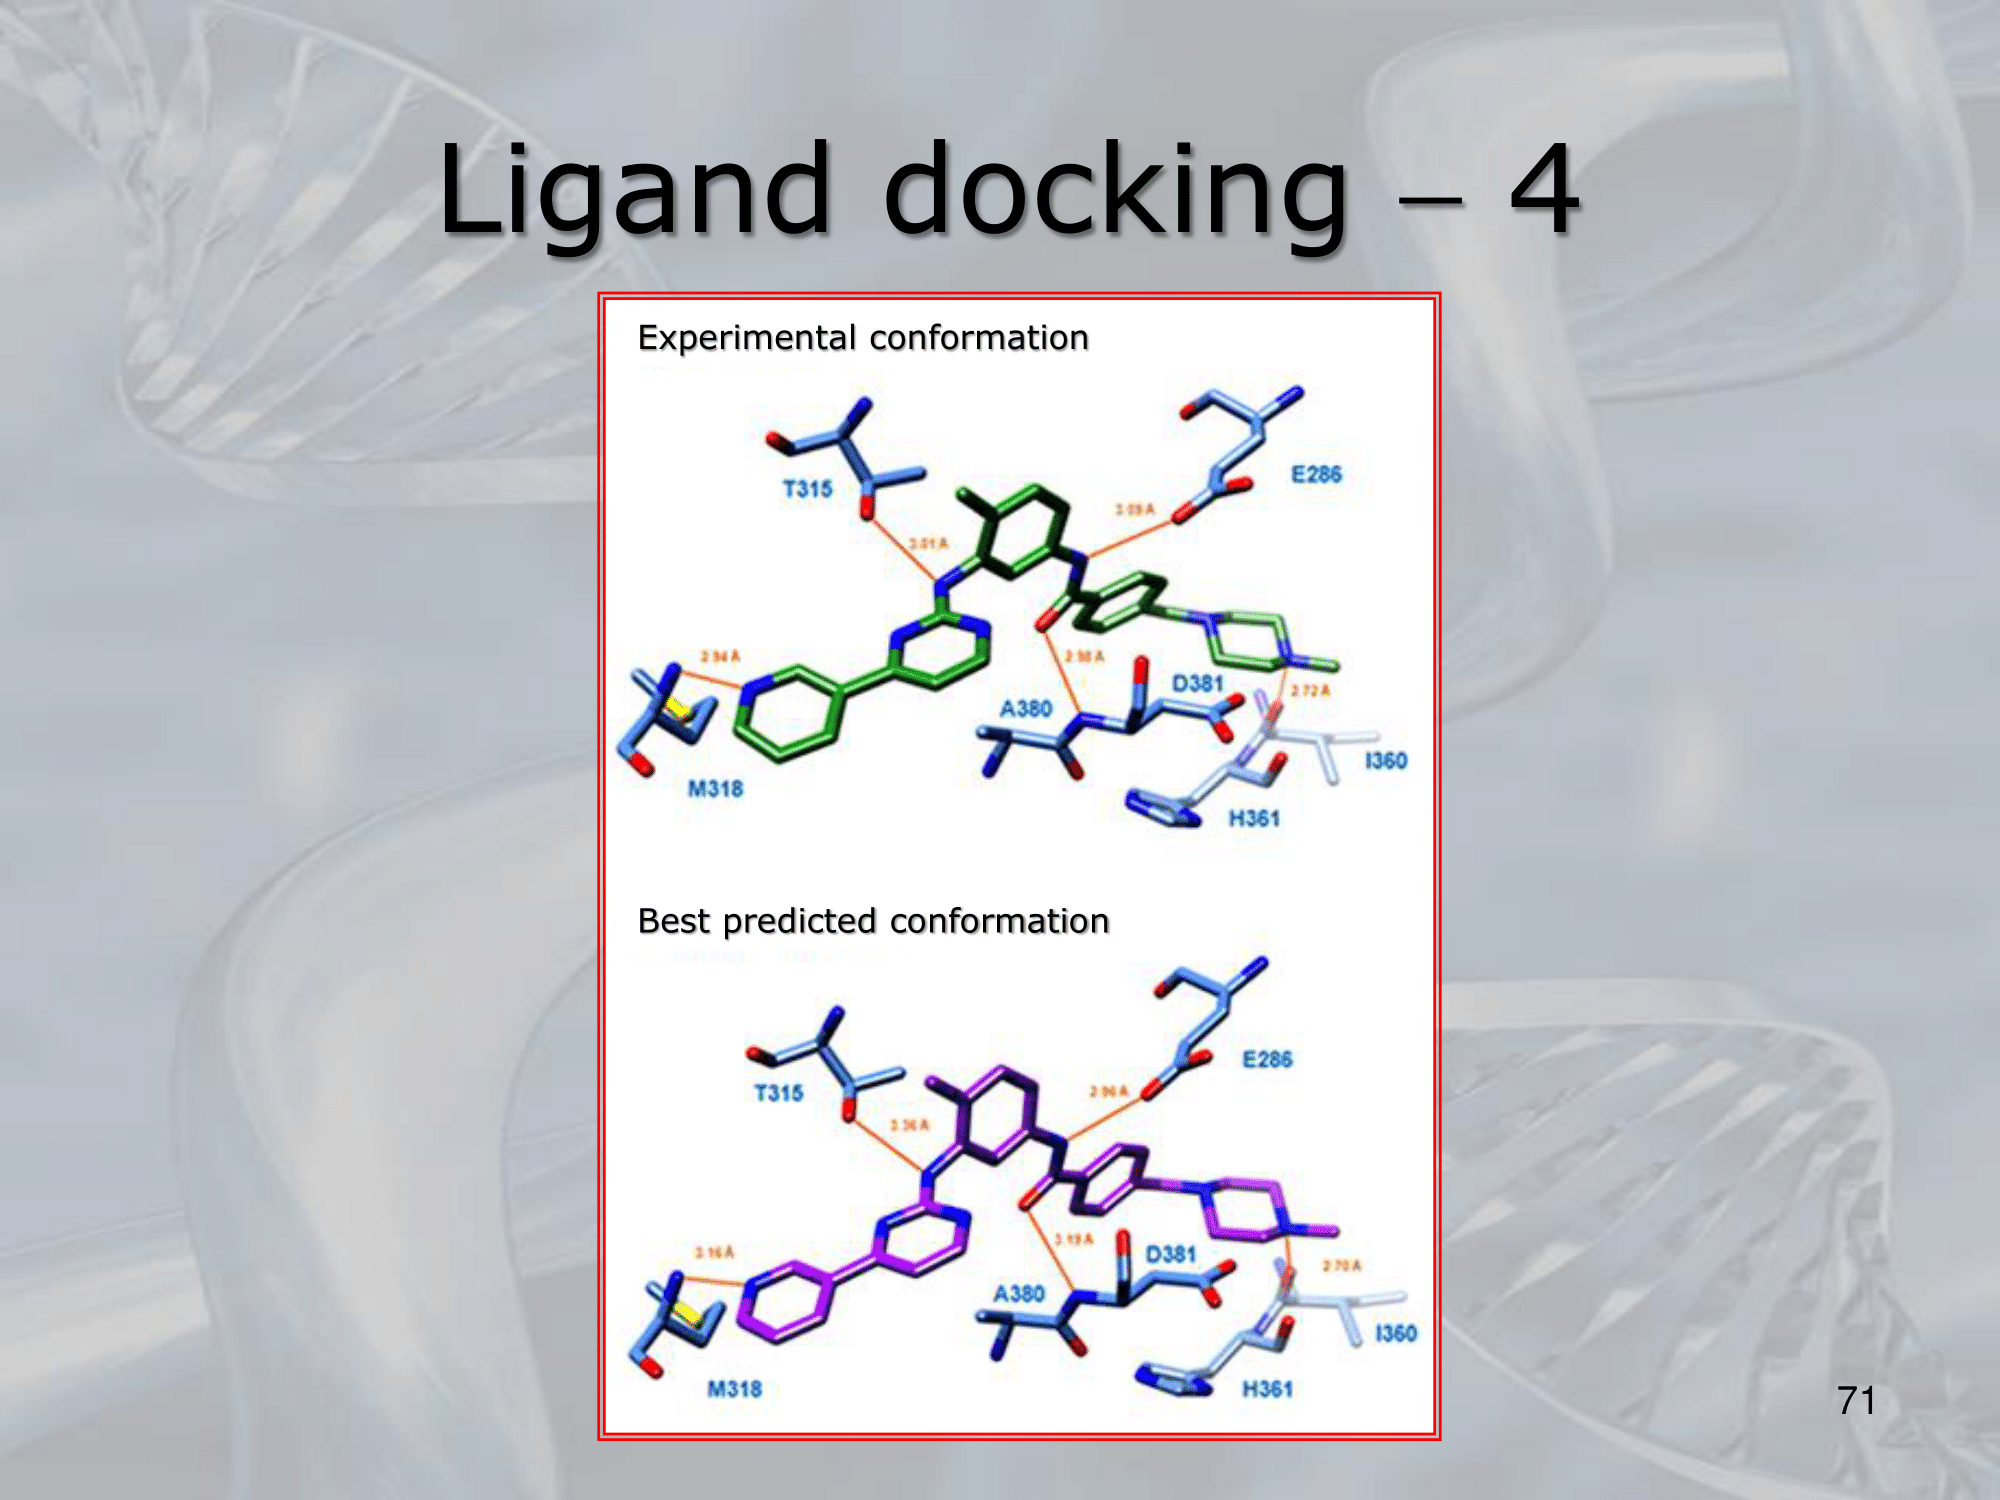 Ligand docking – 4
Experimental conformation
T315
E286
3.09 Å
3.01 Å
2.94 Å
2.98 Å
D381
2.72 Å
A380
I360
M318
H361
Best predicted conformation
E286
T315
2.96 Å
3.36 Å
3.19 Å
3.16 Å
D381
2.70 Å
A380
I360
M318
H361
71